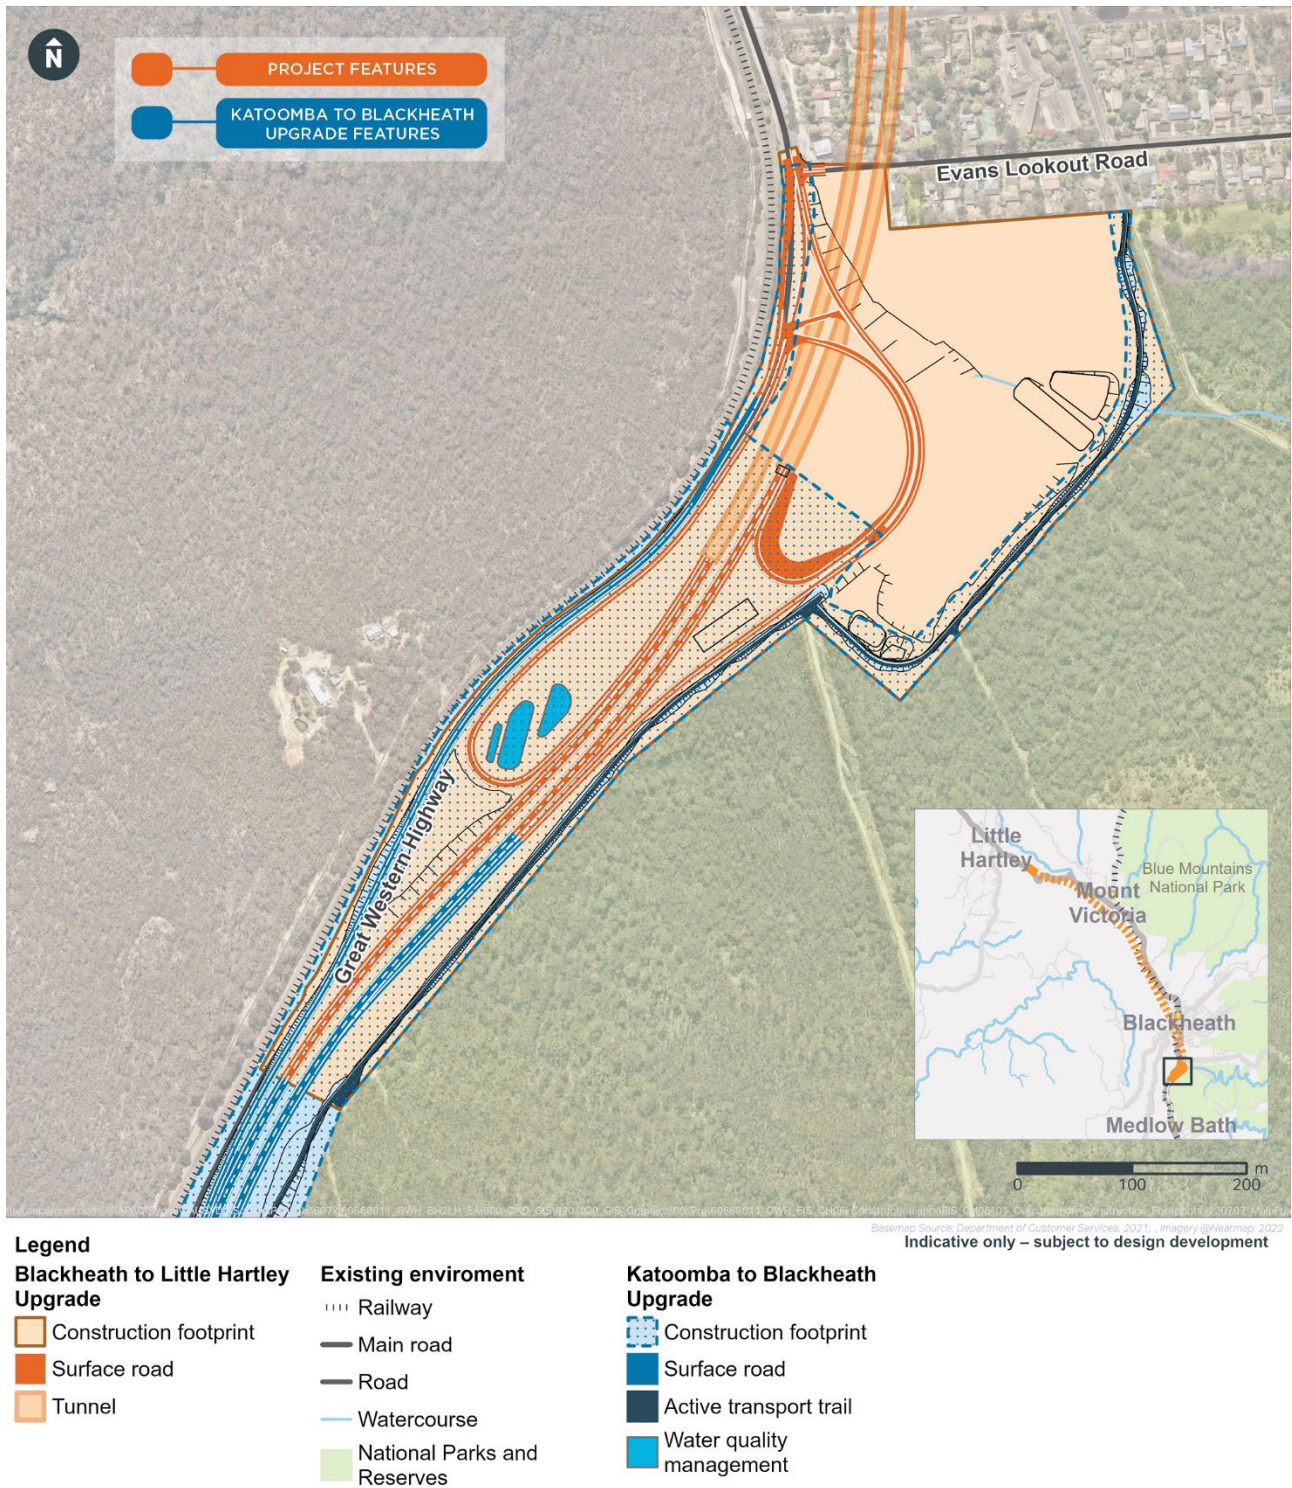 N
PROJECT FEATURES
KATOOMBA TO BLACKHEATH
UPGRADE FEATURES
Evans Lookout Road
Great Western Highway
Little
Hartley
Blue Mountains
National Park
Mount
Victoria
Blackheath
Medlow Bath
m
0 100 200
Basemap Source: Department of Customer Services, 2021, , Imagery @Nearmap, 2022
Indicative only – subject to design development
Legend
Blackheath to Little Hartley
Upgrade
Construction footprint
Surface road
Tunnel
Existing enviroment
Railway
Main road
Road
Watercourse
National Parks and
Reserves
Katoomba to Blackheath
Upgrade
Construction footprint
Surface road
Active transport trail
Water quality
management